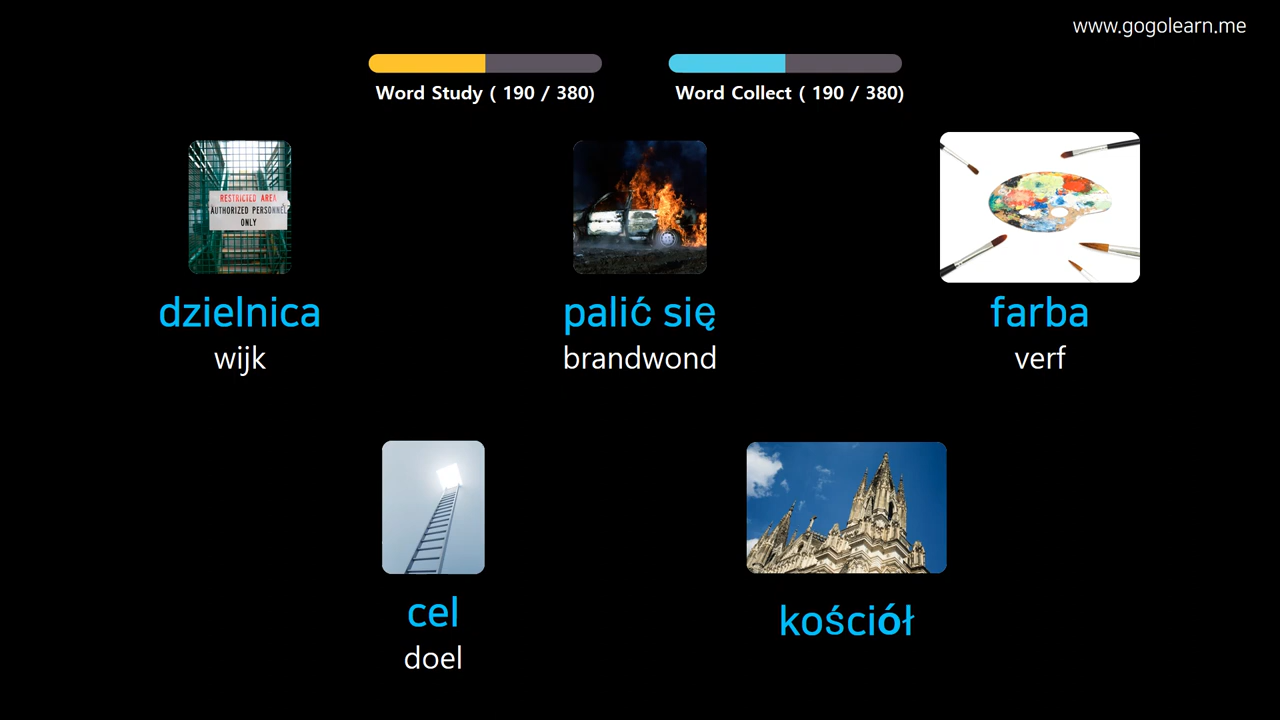 www.gogolearn.me
Word Study ( 190 / 380)
Word Collect ( 190 / 380)
RESTRICTED AREA
AUTHORIZED PERSONNEL
ONLY
dzielnica
wijk
palić się
brandwond
farba
verf
cel
doel
kościół